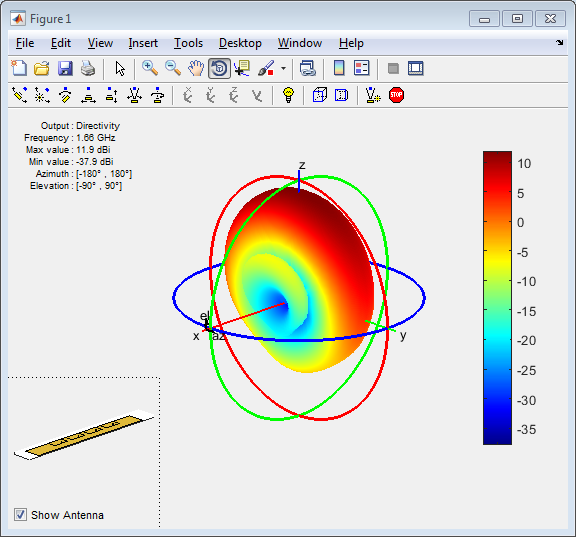 Figure 1
File Edit View Insert Tools Desktop Window Help
STOP
Output : Directivity
Frequency : 1.66 GHz
Max value : 11.9 dBi
Min value : -37.9 dBi
Azimuth : [-180° , 180°]
Elevation : [-90° , 90°]
z
el
x
az
y
10
5
0
-5
-10
-15
-20
-25
-30
-35
Show Antenna